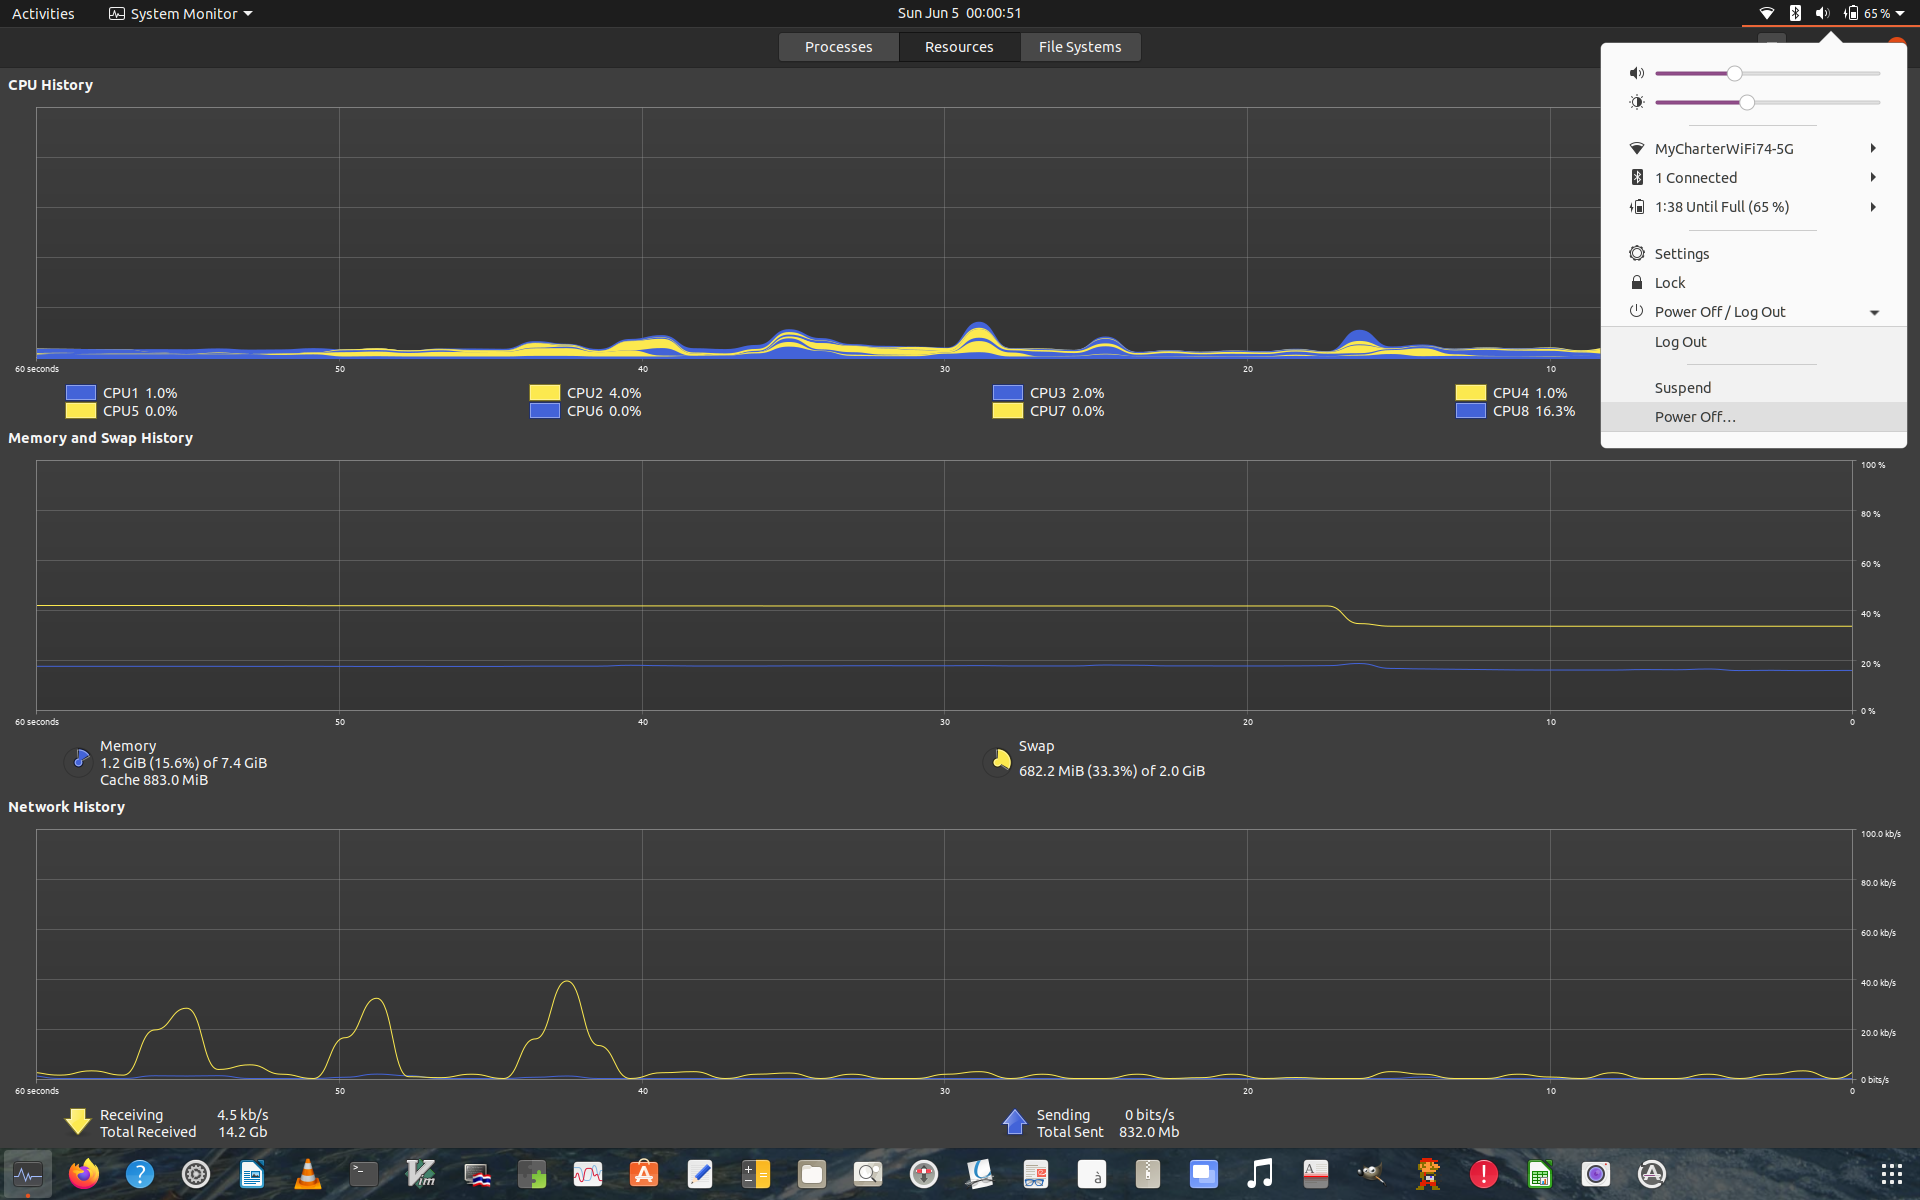 Activities
System Monitor
Sun Jun 5 00:00:51
65 %
Processes
Resources
File Systems
CPU History
60 seconds
50
40
30
20
10
CPU1 1.0%
CPU2 4.0%
CPU3 2.0%
CPU4 1.0%
CPU5 0.0%
CPU6 0.0%
CPU7 0.0%
CPU8 16.3%
MyCharterWiFi74-5G
1 Connected
1:38 Until Full (65 %)
Settings
Lock
Power Off / Log Out
Log Out
Suspend
Power Off...
Memory and Swap History
100 %
80 %
60 %
40 %
20 %
0 %
60 seconds
50
40
30
20
10
0
Memory
1.2 GiB (15.6%) of 7.4 GiB
Cache 883.0 MiB
Swap
682.2 MiB (33.3%) of 2.0 GiB
Network History
100.0 kb/s
80.0 kb/s
60.0 kb/s
40.0 kb/s
20.0 kb/s
0 bits/s
60 seconds
50
40
30
20
10
0
Receiving 4.5 kb/s
Total Received 14.2 Gb
Sending 0 bits/s
Total Sent 832.0 Mb
?
>_
Vim
A
à
A
!